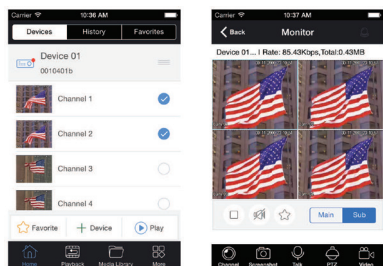 Carrier 10:36 AM
Devices History Favorites
Device 01
0010401b
Channel 1
Channel 2
Channel 3
Channel 4
Favorite + Device Play
Home Playback Media Library More
Carrier 10:37 AM
Back Monitor
Device 01... | Rate: 85.43Kbps,Total:0.43MB
Main Sub
Channel Screenshot Talk PTZ Video